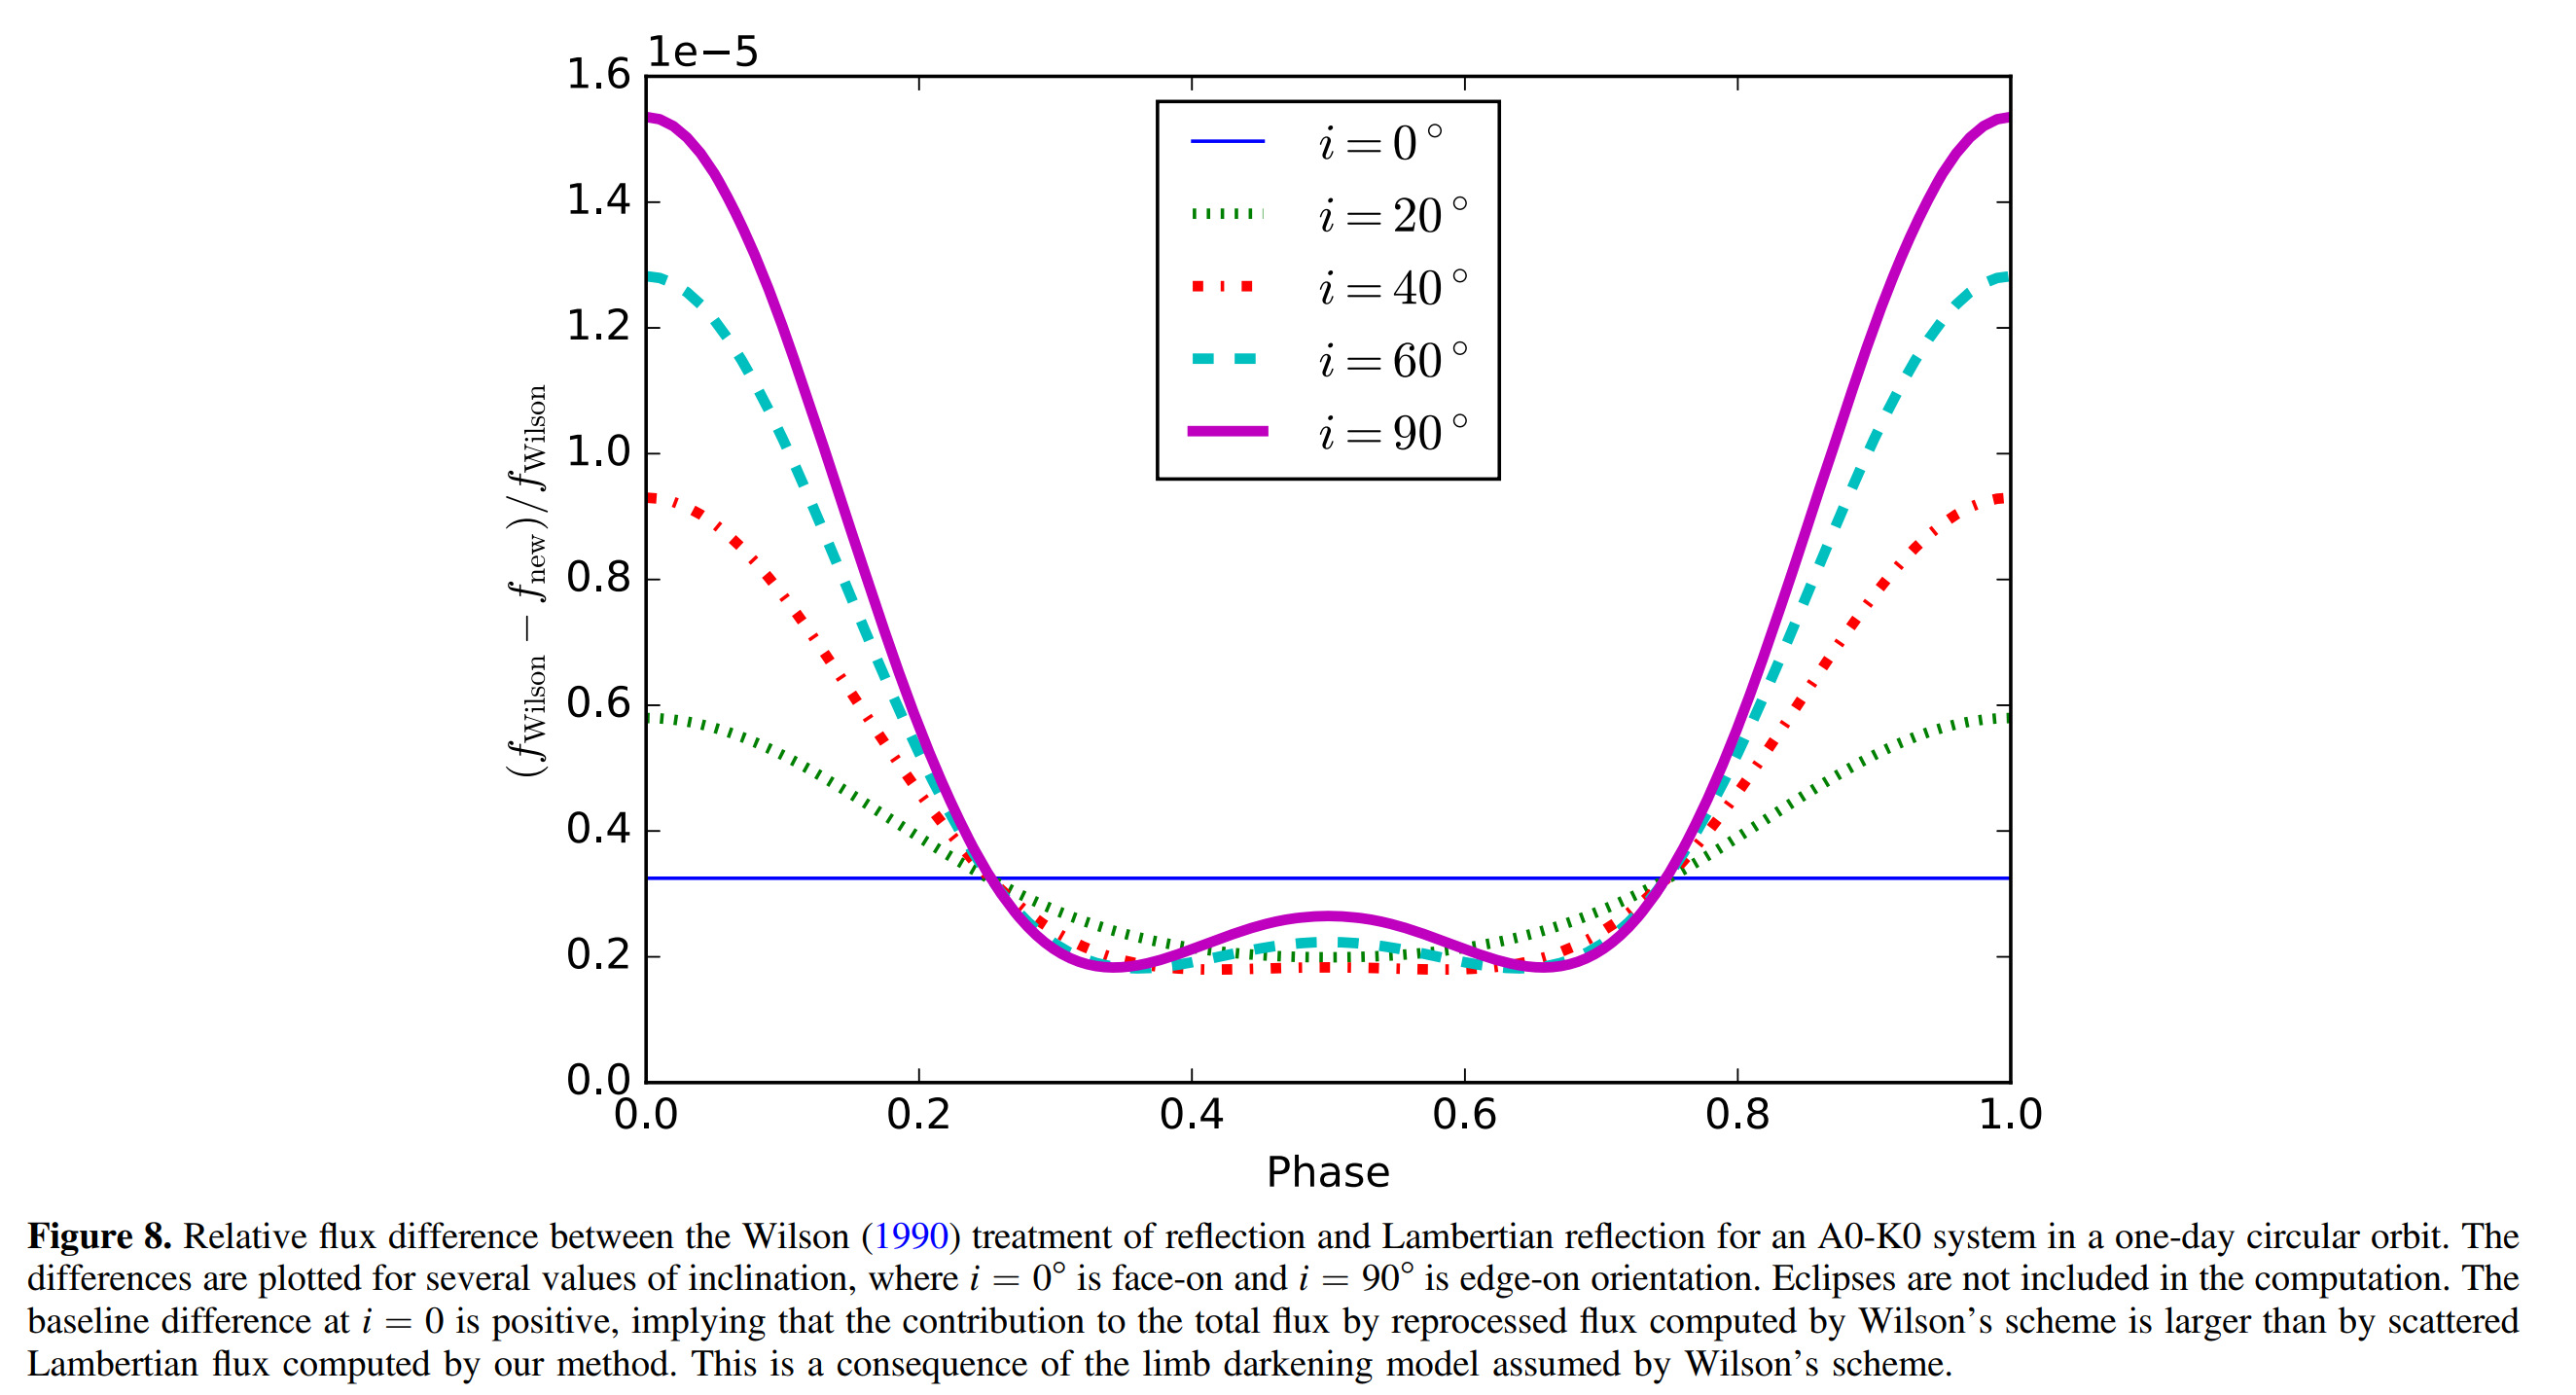 1e−5
1.6
1.4
1.2
1.0
0.8
0.6
0.4
0.2
0.0
(fWilson − fnew)/fWilson
i = 0°
i = 20°
i = 40°
i = 60°
i = 90°
0.0 0.2 0.4 0.6 0.8 1.0
Phase
Figure 8. Relative flux difference between the Wilson (1990) treatment of reflection and Lambertian reflection for an A0-K0 system in a one-day circular orbit. The
differences are plotted for several values of inclination, where i = 0° is face-on and i = 90° is edge-on orientation. Eclipses are not included in the computation. The
baseline difference at i = 0 is positive, implying that the contribution to the total flux by reprocessed flux computed by Wilson’s scheme is larger than by scattered
Lambertian flux computed by our method. This is a consequence of the limb darkening model assumed by Wilson’s scheme.